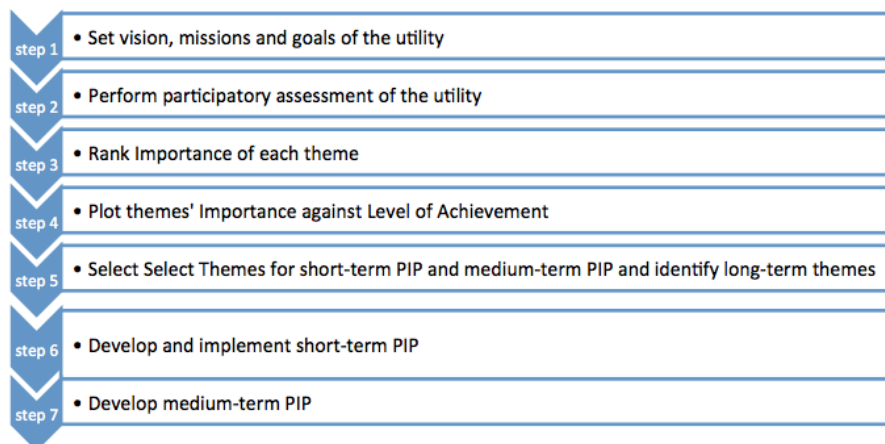 step 1
• Set vision, missions and goals of the utility
step 2
• Perform participatory assessment of the utility
step 3
• Rank Importance of each theme
step 4
• Plot themes' Importance against Level of Achievement
step 5
• Select Select Themes for short-term PIP and medium-term PIP and identify long-term themes
step 6
• Develop and implement short-term PIP
step 7
• Develop medium-term PIP